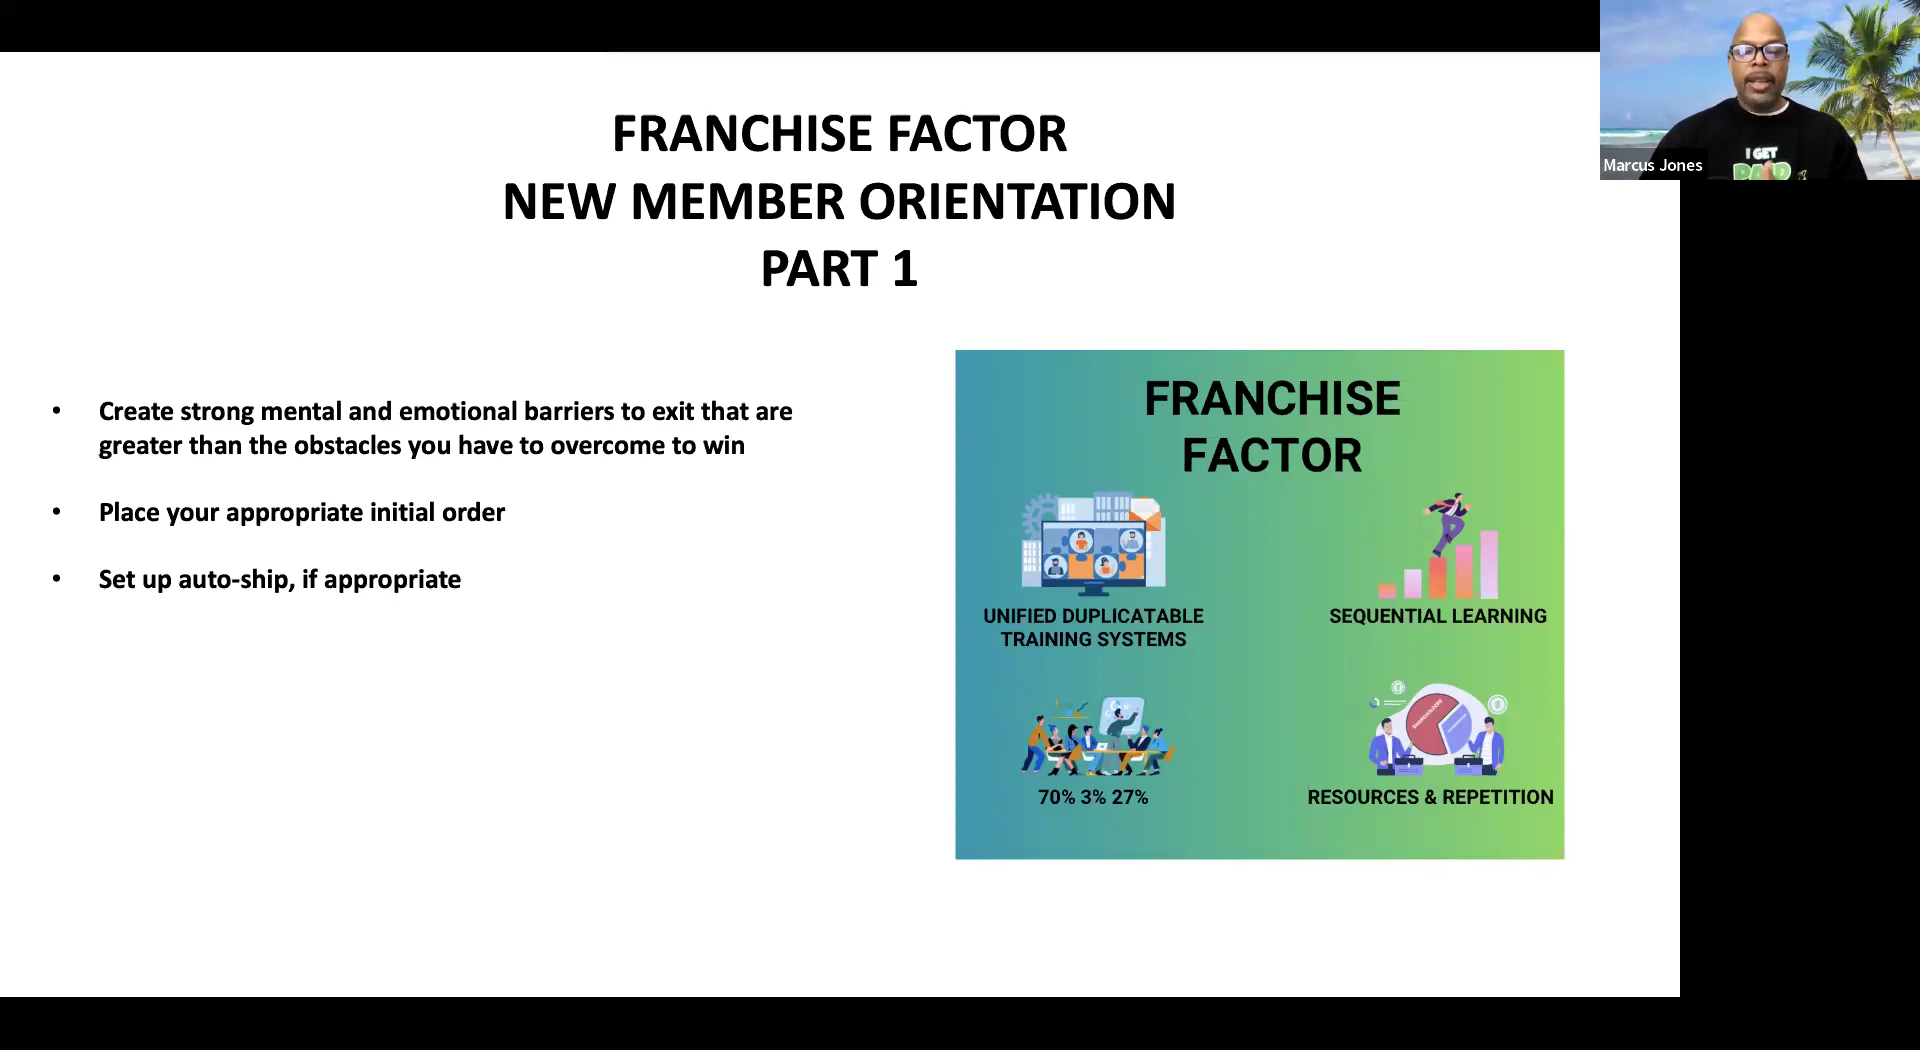 FRANCHISE FACTOR
NEW MEMBER ORIENTATION
PART 1
Marcus Jones
I GET
PAID
• Create strong mental and emotional barriers to exit that are
greater than the obstacles you have to overcome to win
• Place your appropriate initial order
• Set up auto-ship, if appropriate
FRANCHISE
FACTOR
UNIFIED DUPLICATABLE
TRAINING SYSTEMS
SEQUENTIAL LEARNING
SHAREHOLDERS
70% 3% 27%
RESOURCES & REPETITION